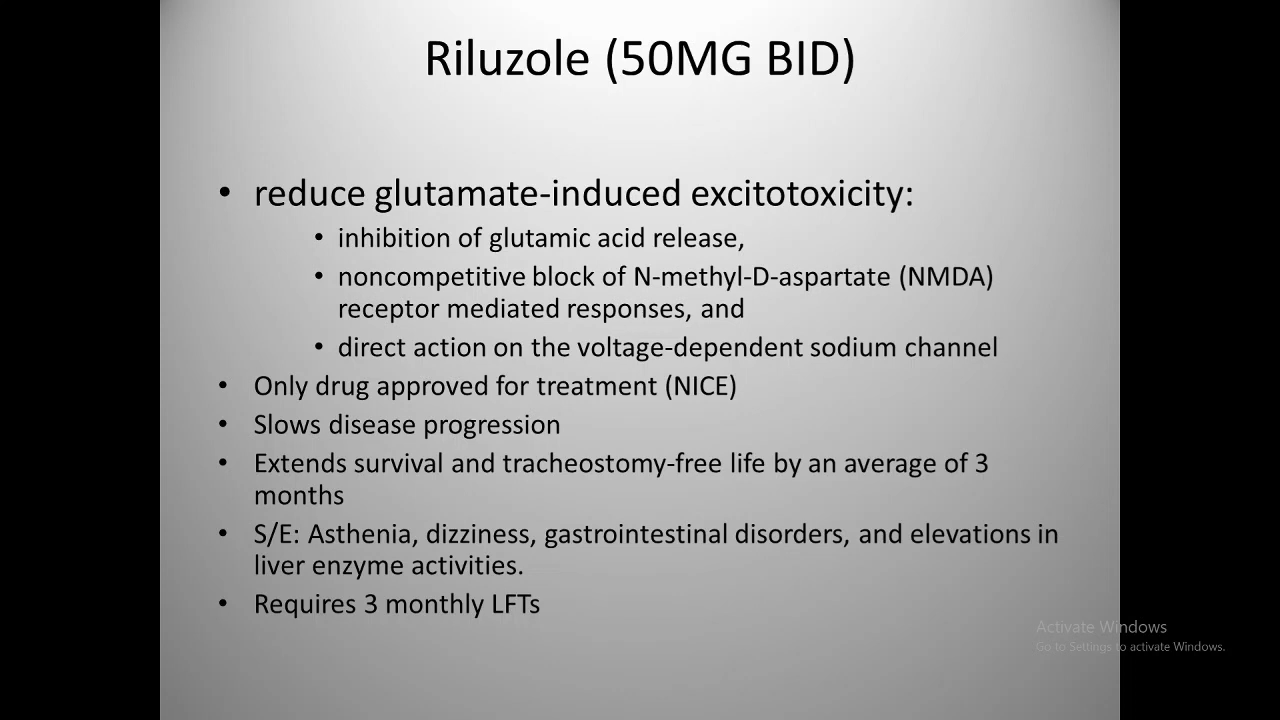 Riluzole (50MG BID)
• reduce glutamate-induced excitotoxicity:
• inhibition of glutamic acid release,
• noncompetitive block of N-methyl-D-aspartate (NMDA)
receptor mediated responses, and
• direct action on the voltage-dependent sodium channel
• Only drug approved for treatment (NICE)
• Slows disease progression
• Extends survival and tracheostomy-free life by an average of 3
months
• S/E: Asthenia, dizziness, gastrointestinal disorders, and elevations in
liver enzyme activities.
• Requires 3 monthly LFTs
Activate Windows
Go to Settings to activate Windows.